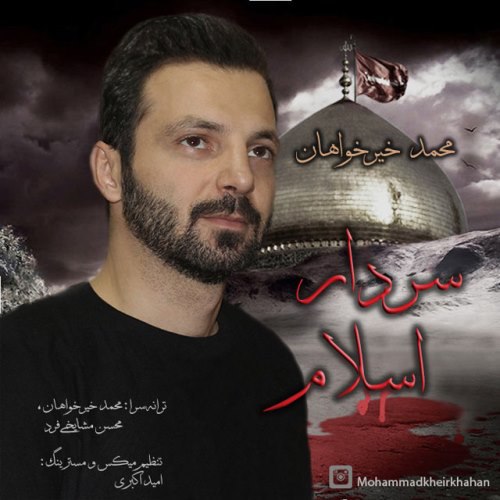 محمد خیرخواهان
سردار
اسلام
ترانه سرا: محمد خیرخواهان،
محسن مشایخی فرد
تنظیم میکس و مسترینگ:
امید اکبری
Mohammadkheirkhahan